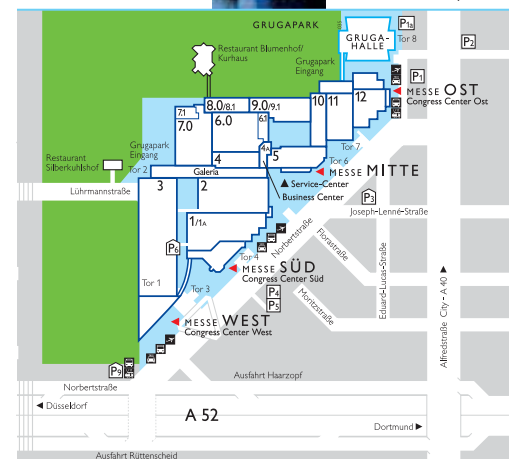 GRUGAPARK
P1a
Tor 8
GRUGA-
HALLE
P2
Restaurant Blumenhof/
Kurhaus
Grugapark
Eingang
P1
MESSE OST
Congress Center Ost
7.1
7.0
8.0/8.1
9.0/9.1
10
11
12
6.0
6.1
Grugapark
Eingang
Tor 7
Restaurant
Silberkuhlshof
4
4A
5
Tor 6
Tor 2
Galeria
MESSE MITTE
Service-Center
Business Center
Lührmannstraße
3
2
P3
Joseph-Lenné-Straße
1/1A
Norbertstraße
Florastraße
P6
Tor 4
MESSE SÜD
Congress Center Süd
Eduard-Lucas-Straße
Alfredstraße City - A 40
Tor 1
Tor 3
P4
P5
Moritzstraße
MESSE WEST
Congress Center West
P9
Ausfahrt Haarzopf
Norbertstraße
Düsseldorf
A 52
Dortmund
Ausfahrt Rüttenscheid